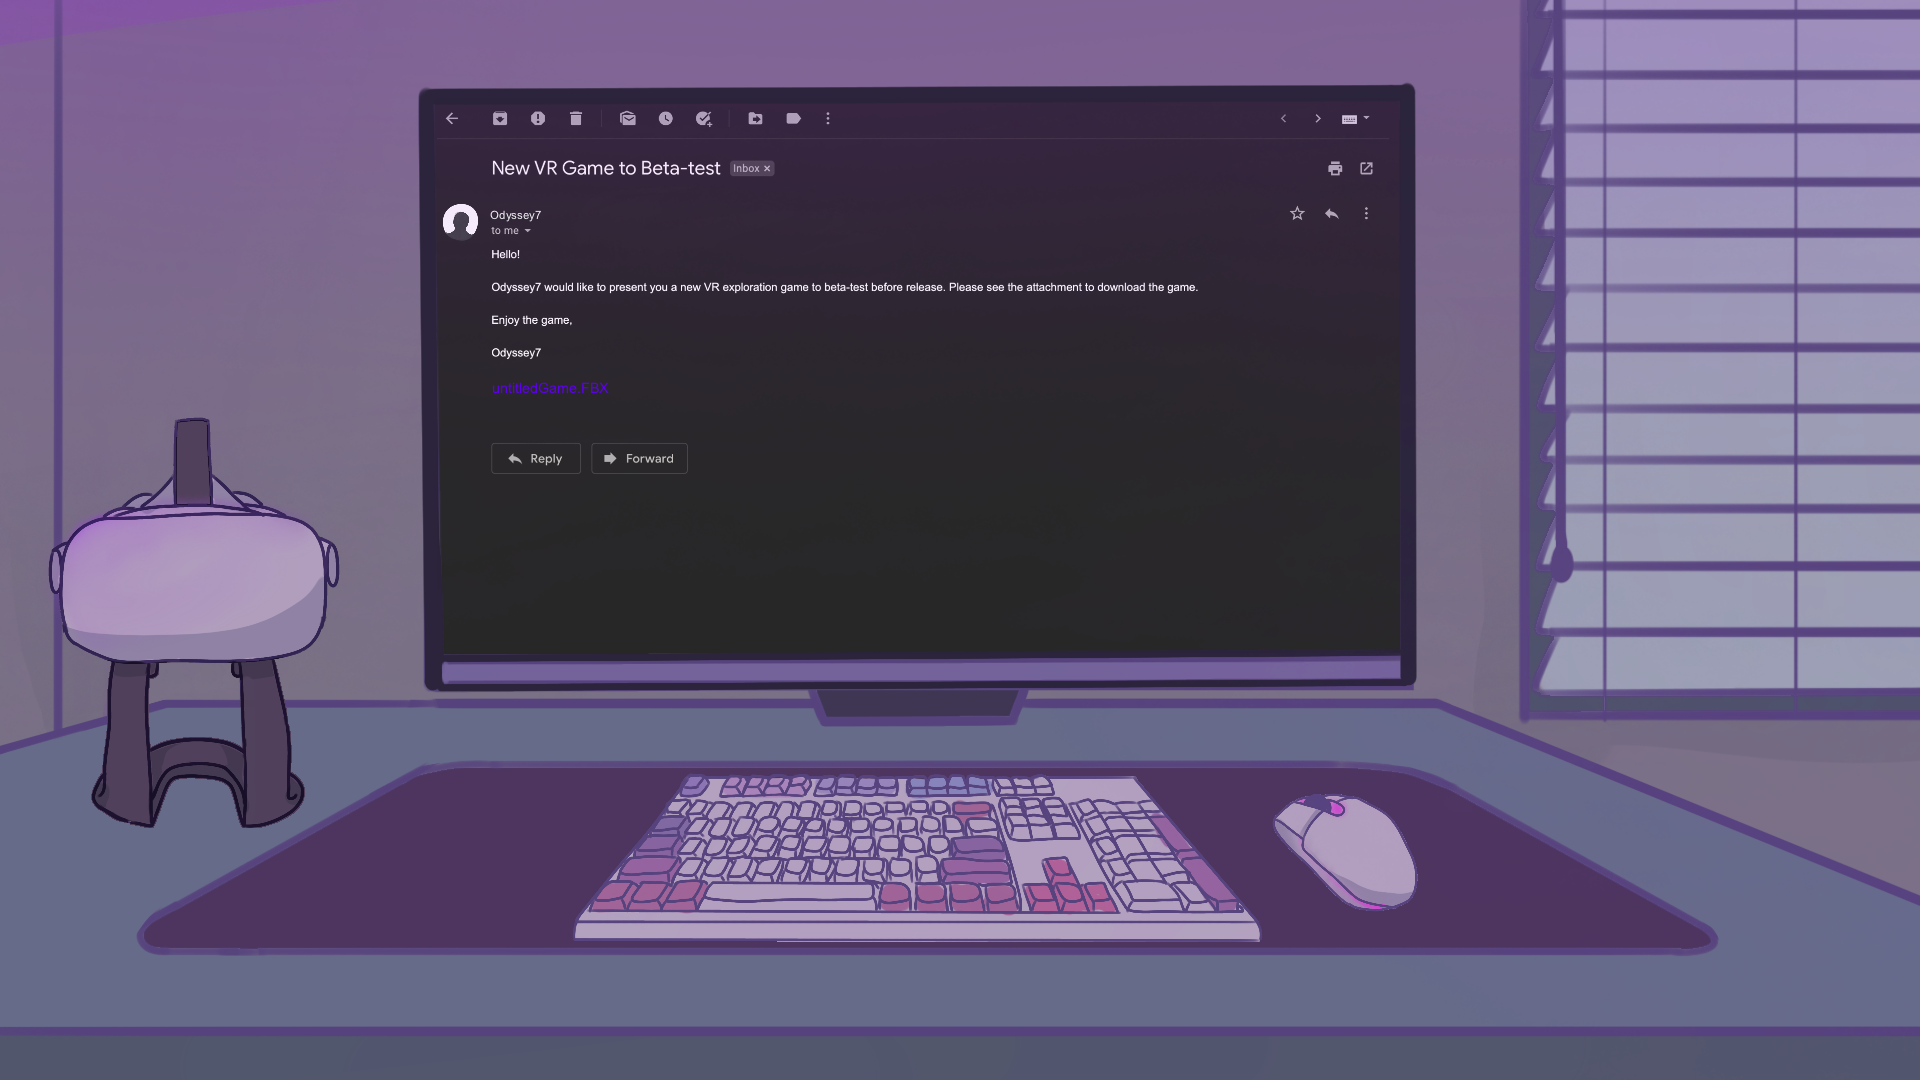 New VR Game to Beta-test Inbox ×
Odyssey7
to me
Hello!
Odyssey7 would like to present you a new VR exploration game to beta-test before release. Please see the attachment to download the game.
Enjoy the game,
Odyssey7
untitledGame.FBX
Reply Forward